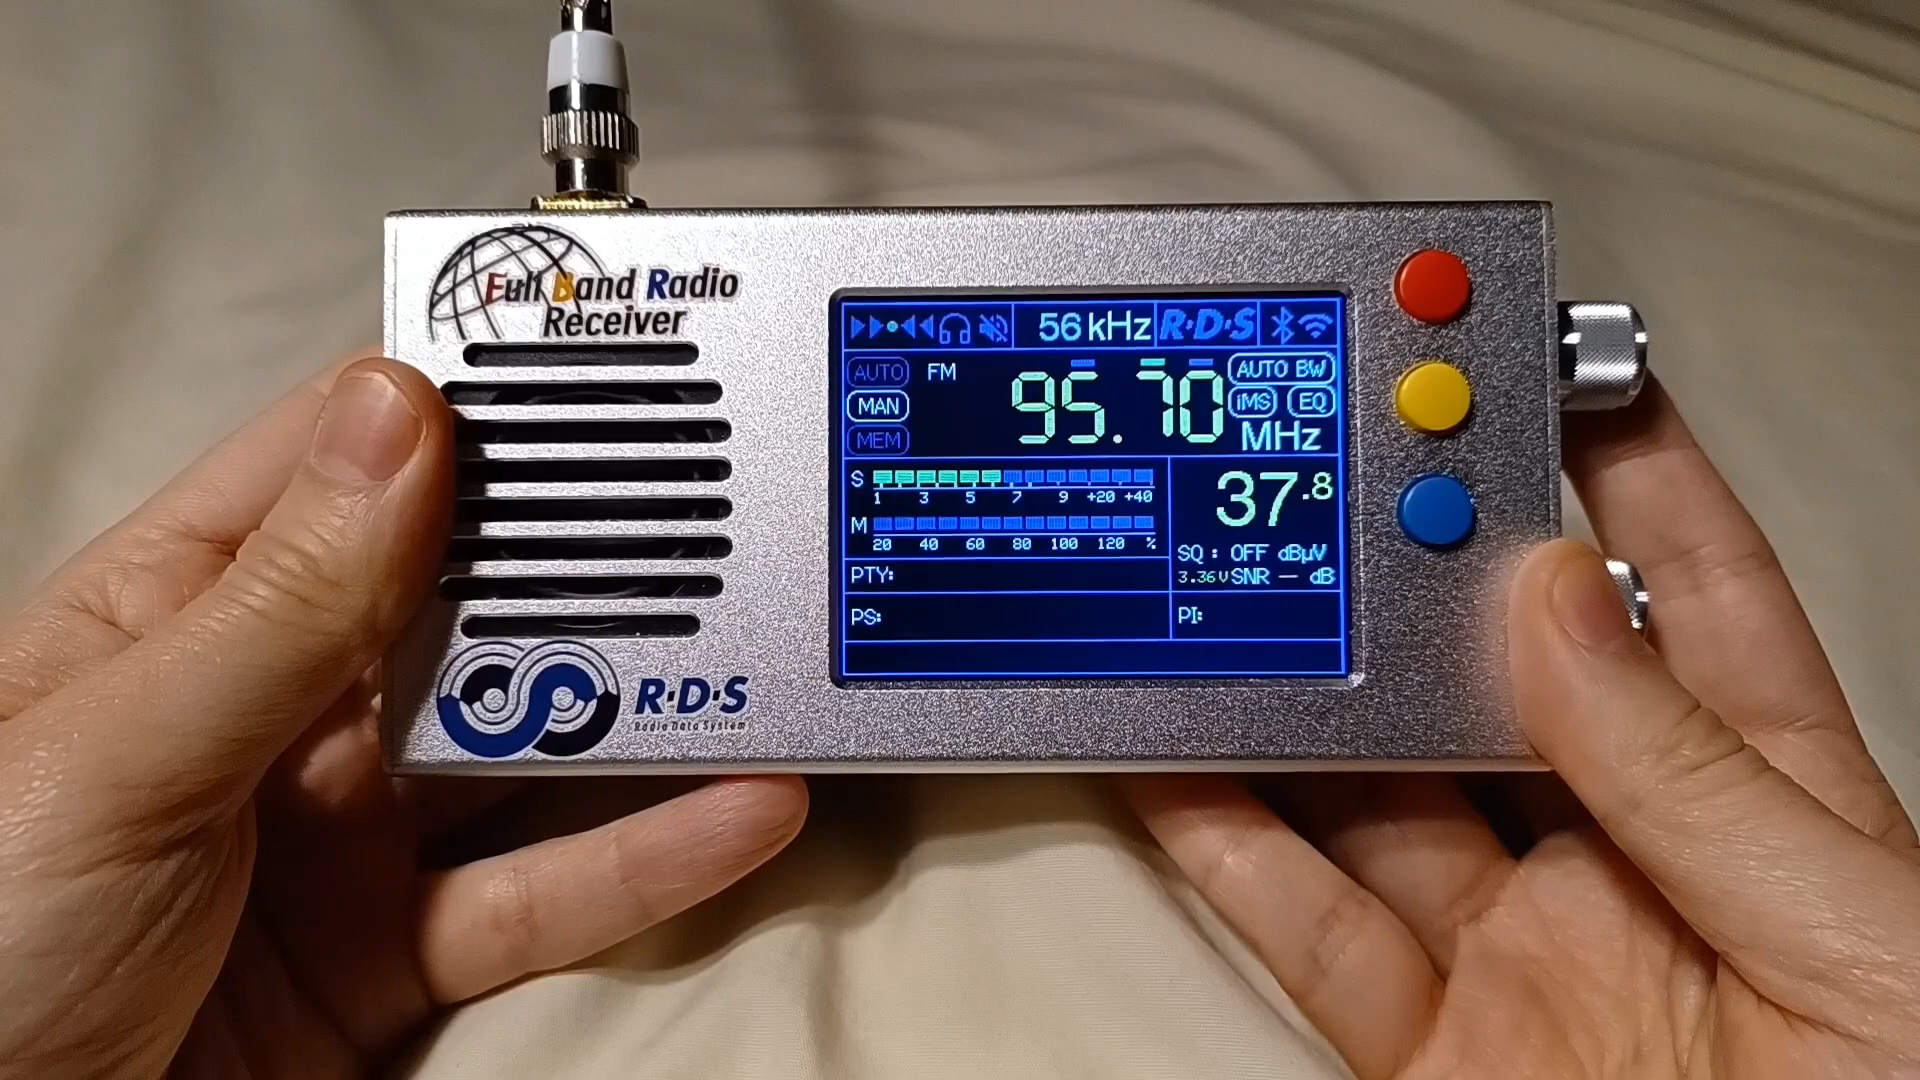 Full Band Radio
Receiver
R·D·S
Radio Data System
56 kHz R·D·S
AUTO FM 95.70 AUTO BW
MAN iMS EQ
MEM MHz
S
1 3 5 7 9 +20 +40
M
20 40 60 80 100 120 %
37.8
SQ : OFF dBµV
3.36V SNR — dB
PTY:
PS: PI: